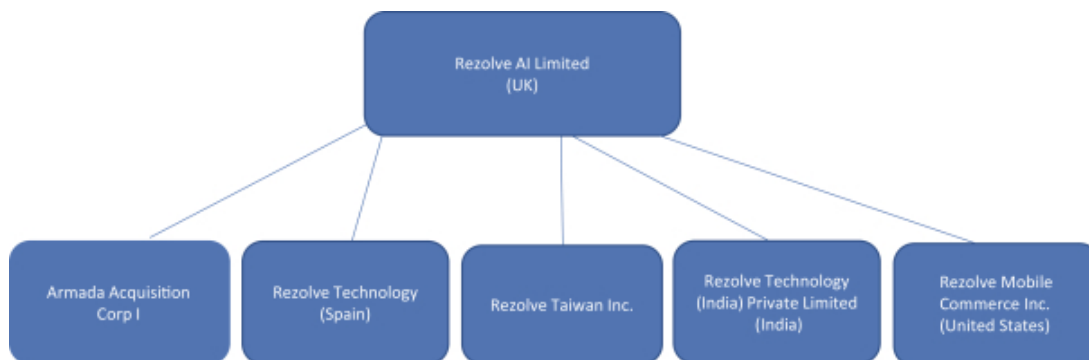 Rezolve AI Limited
(UK)
Armada Acquisition
Corp I
Rezolve Technology
(Spain)
Rezolve Taiwan Inc.
Rezolve Technology
(India) Private Limited
(India)
Rezolve Mobile
Commerce Inc.
(United States)